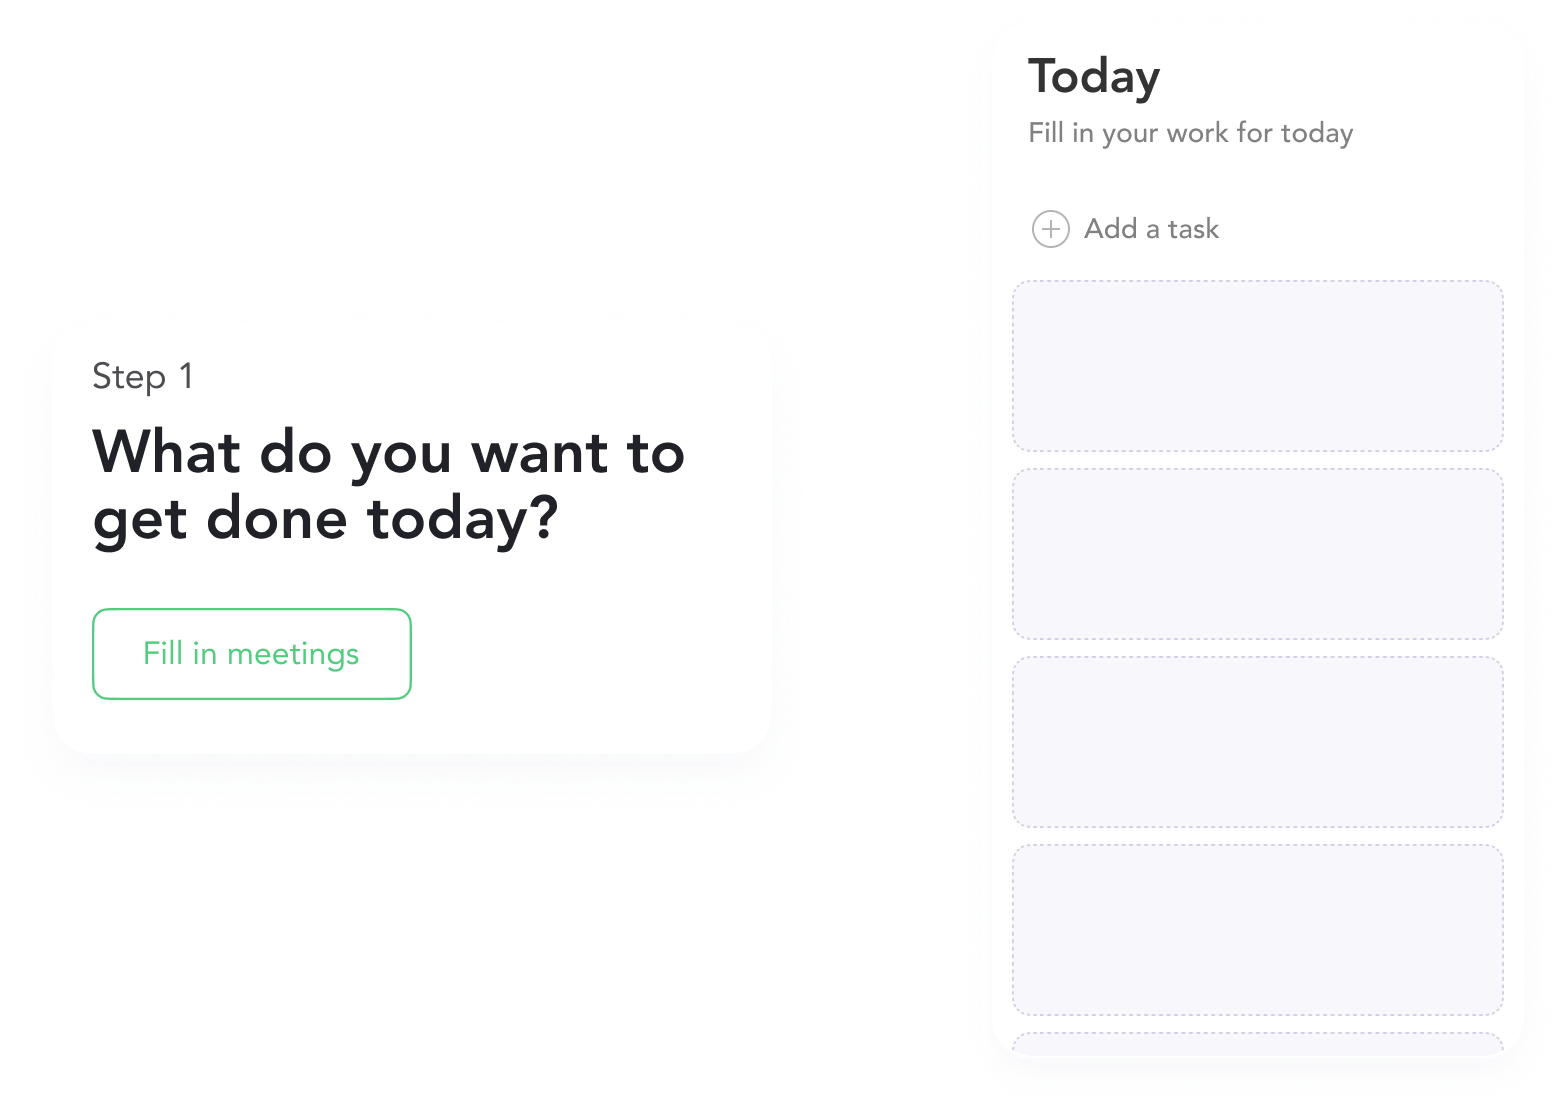 Step 1
What do you want to
get done today?
Fill in meetings
Today
Fill in your work for today
Add a task